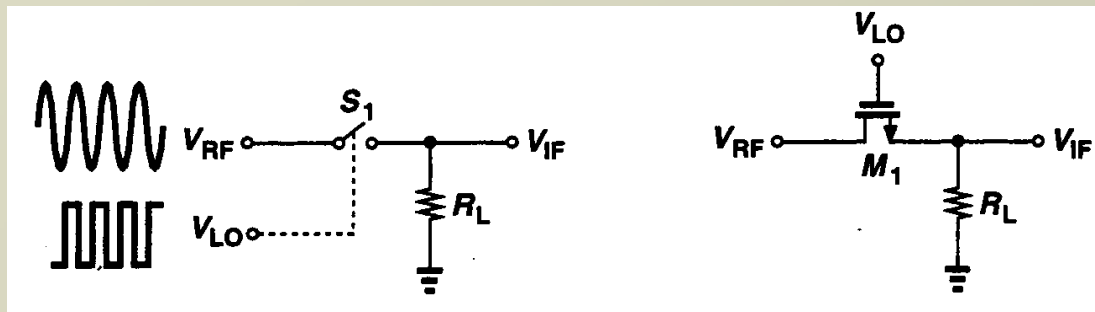 V_LO
S_1
V_RF
V_IF
V_RF
V_IF
M_1
R_L
R_L
V_LO